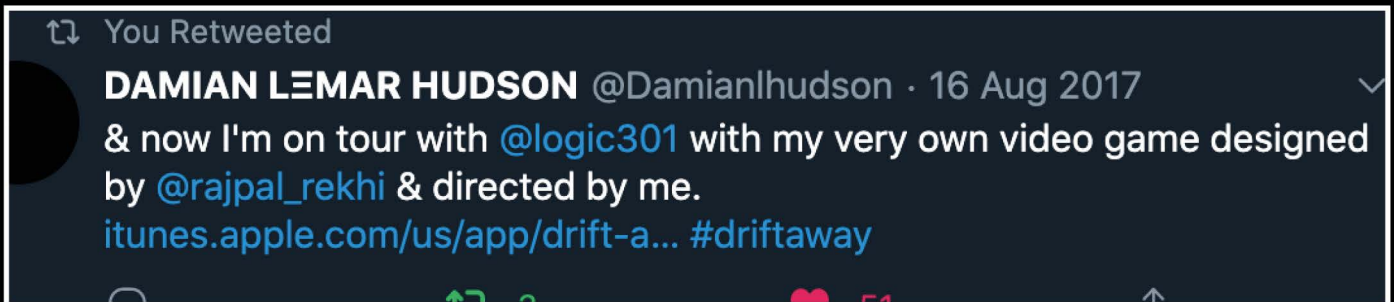 You Retweeted
DAMIAN LΞMAR HUDSON @Damianlhudson · 16 Aug 2017
& now I'm on tour with @logic301 with my very own video game designed
by @rajpal_rekhi & directed by me.
itunes.apple.com/us/app/drift-a... #driftaway